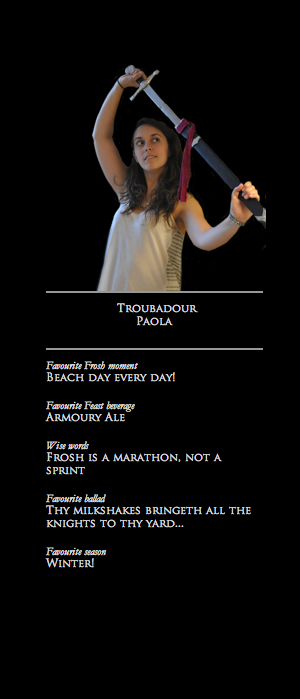 Troubadour
Paola
Favourite Frosh moment
Beach day every day!
Favourite Feast beverage
Armoury Ale
Wise words
Frosh is a marathon, not a
sprint
Favourite ballad
Thy milkshakes bringeth all the
knights to thy yard...
Favourite season
Winter!